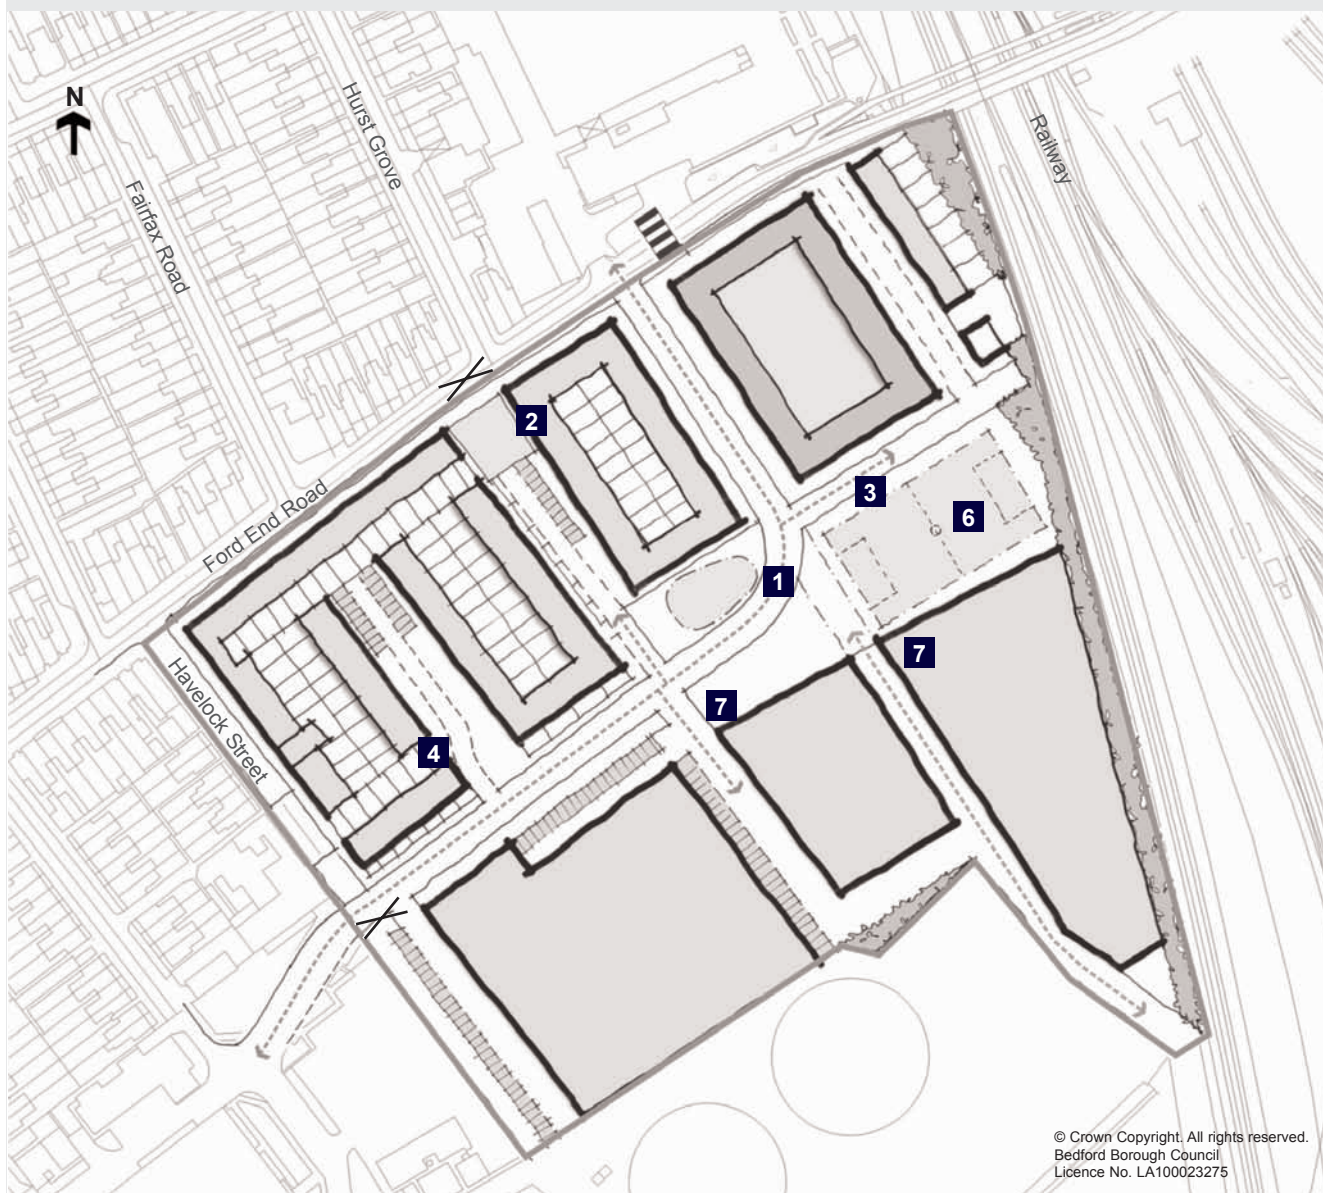 N
Hurst Grove
Railway
Fairfax Road
2
Ford End Road
3
6
1
Havelock Street
7
7
4
© Crown Copyright. All rights reserved.
Bedford Borough Council
Licence No. LA100023275